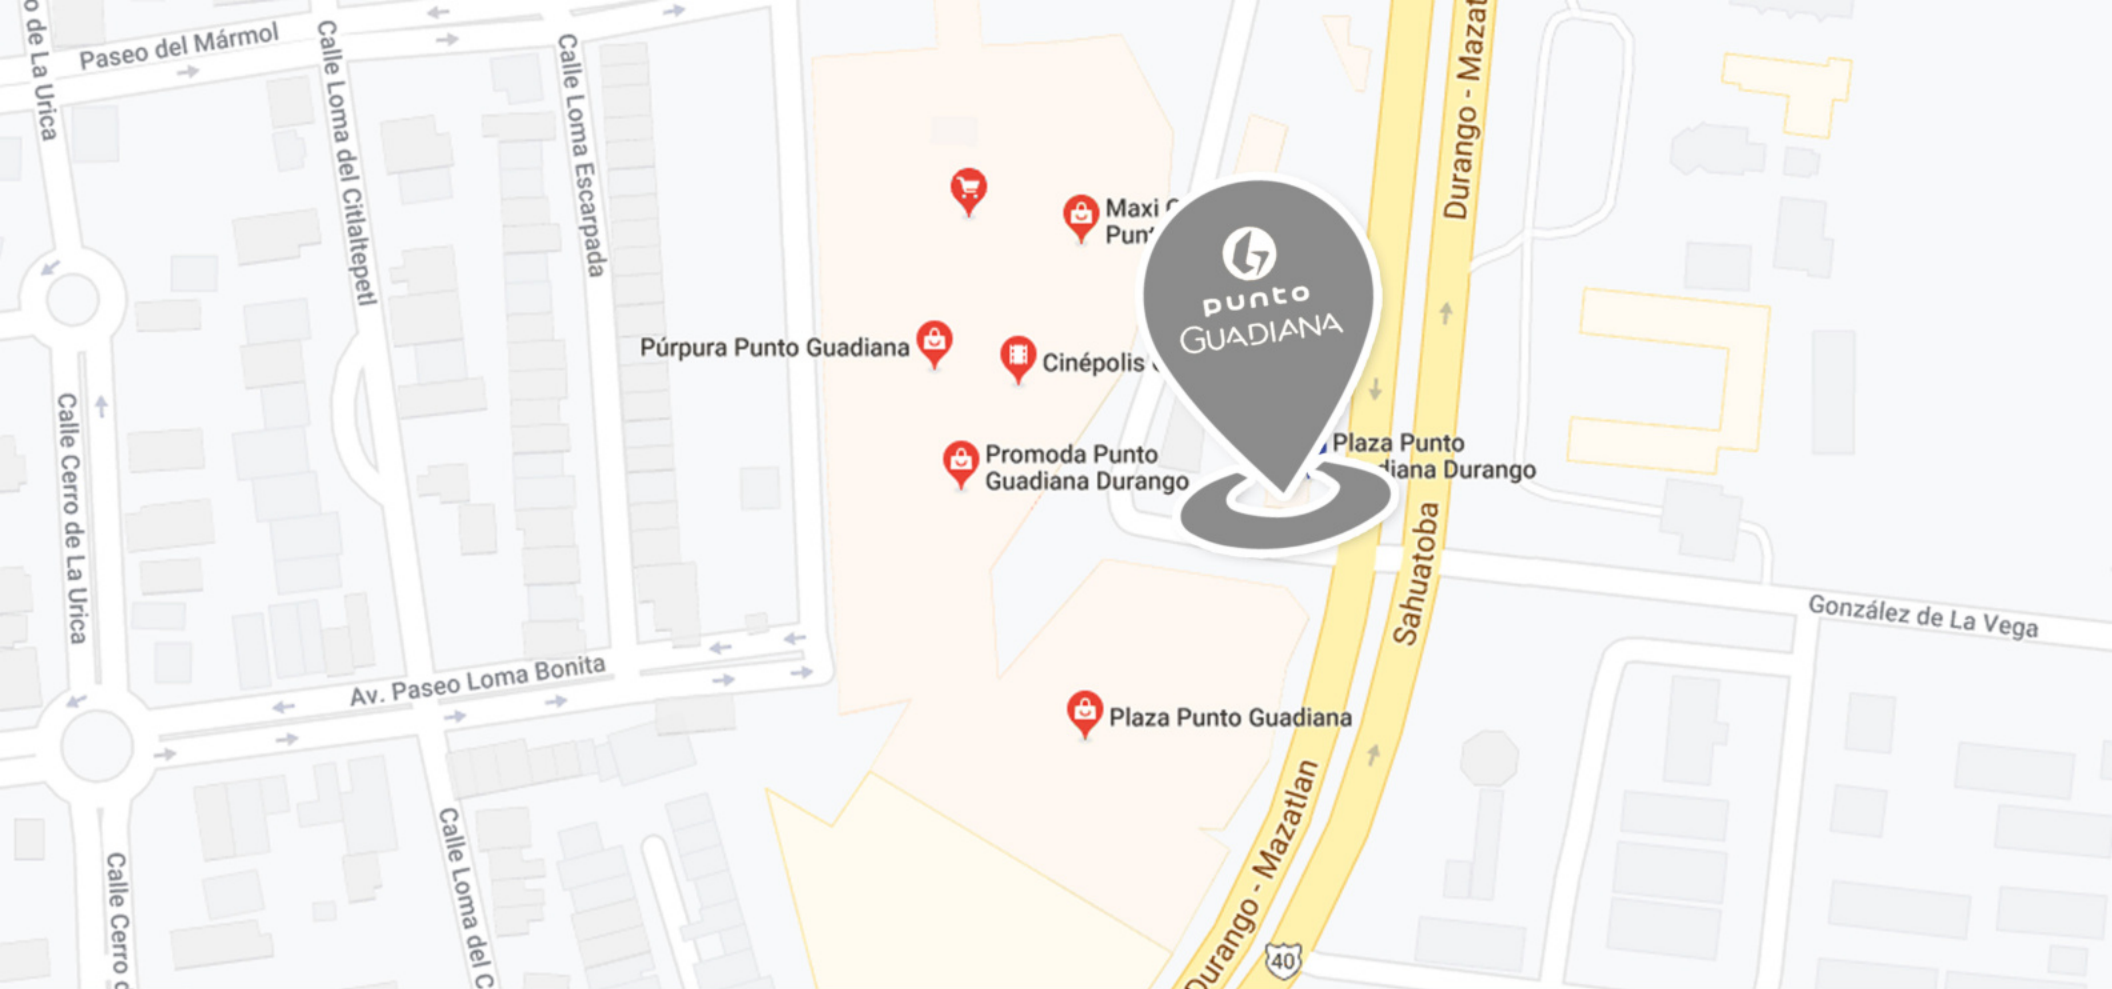 o de La Urica
Paseo del Mármol
Calle Loma del Citlaltepetl
Calle Loma Escarpada
Durango - Mazat
Maxi
Punt
punto
GUADIANA
Púrpura Punto Guadiana
Cinépolis
Plaza Punto
diana Durango
Promoda Punto
Guadiana Durango
Calle Cerro de La Urica
Sahuatoba
González de La Vega
Av. Paseo Loma Bonita
Plaza Punto Guadiana
Durango - Mazatlan
Calle Loma del C
Calle Cerro
40